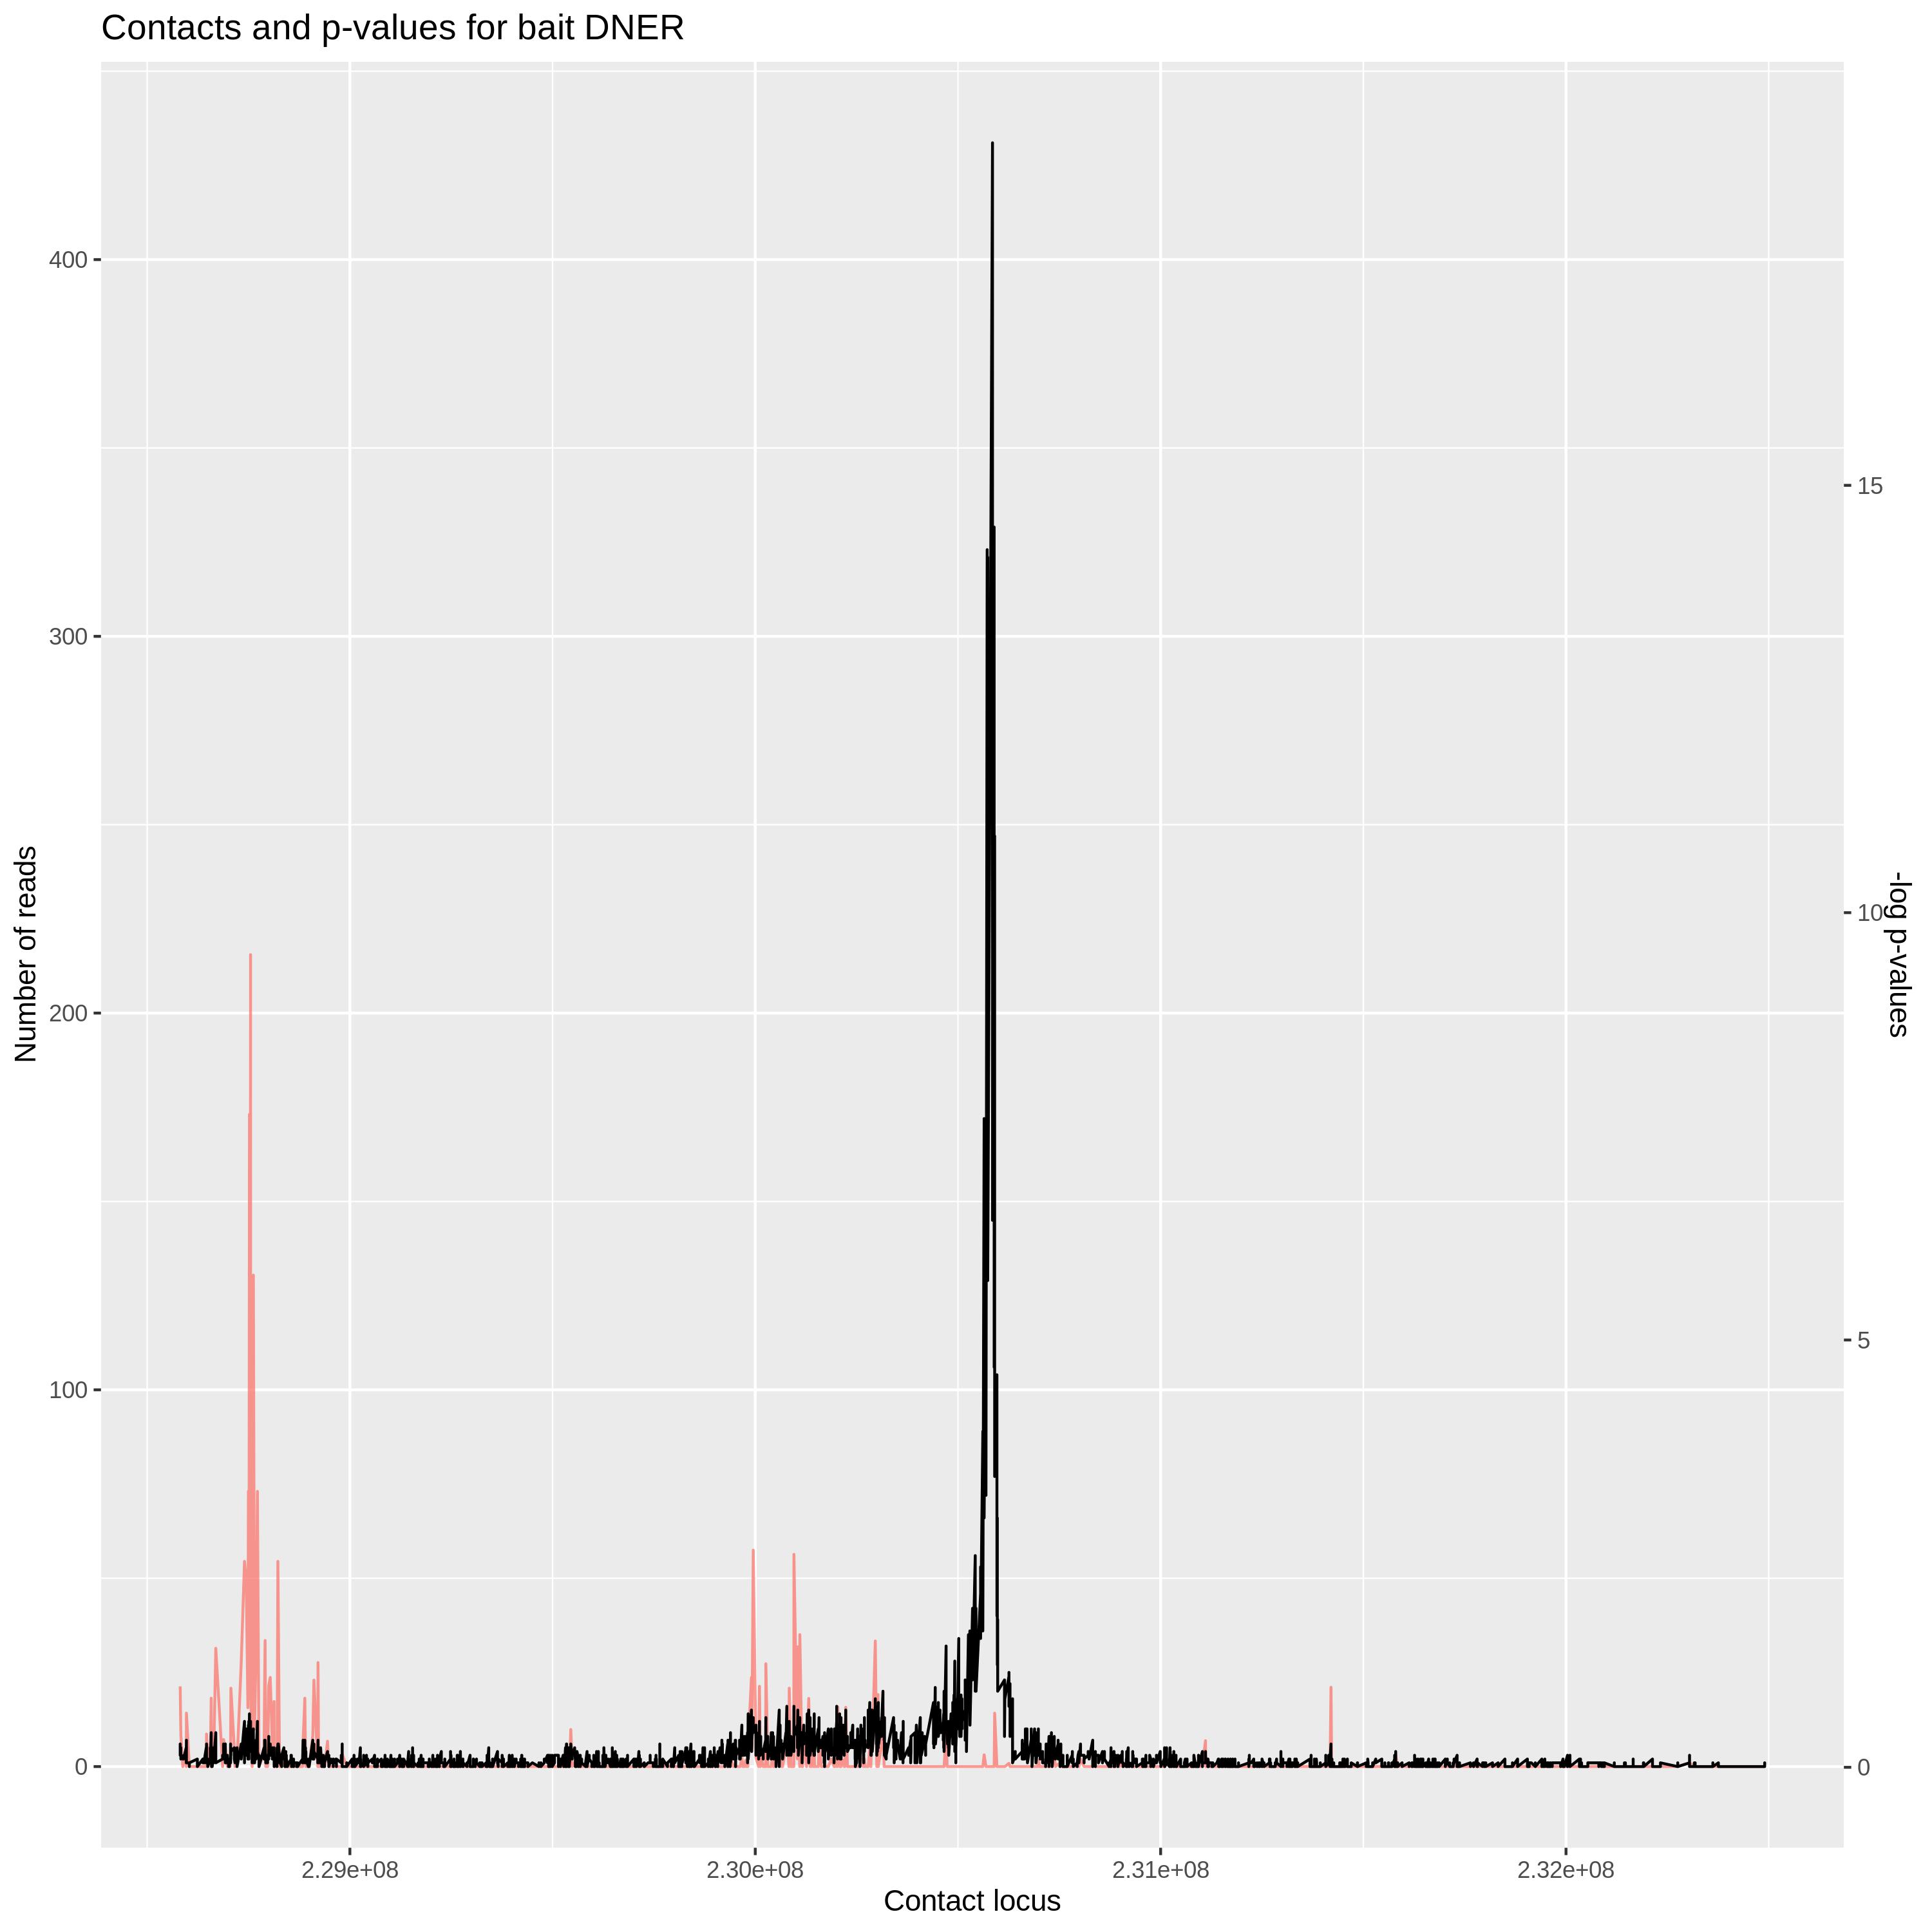 Contacts and p-values for bait DNER
400
300
200
100
0
Number of reads
15
10
5
0
-log p-values
2.29e+08
2.30e+08
2.31e+08
2.32e+08
Contact locus